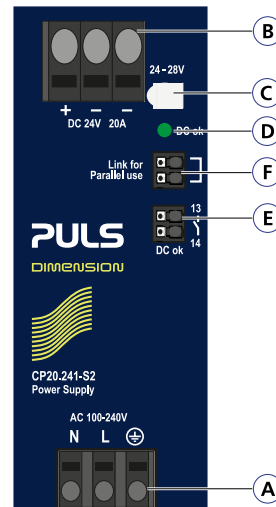 B
24–28V
C
+ – –
DC 24V 20A
D
DC ok
Link for
Parallel use
F
13
E
14
DC ok
PULS
DIMENSION
CP20.241-S2
Power Supply
AC 100-240V
N L
A